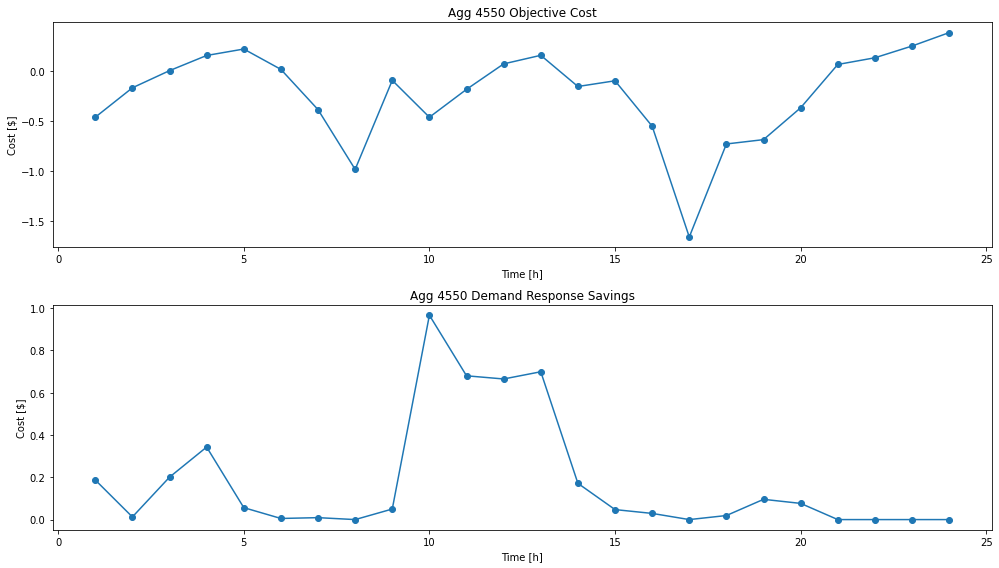 Agg 4550 Objective Cost
Cost [$]
0.0
−0.5
−1.0
−1.5
0 5 10 15 20 25
Time [h]
Agg 4550 Demand Response Savings
Cost [$]
1.0
0.8
0.6
0.4
0.2
0.0
0 5 10 15 20 25
Time [h]